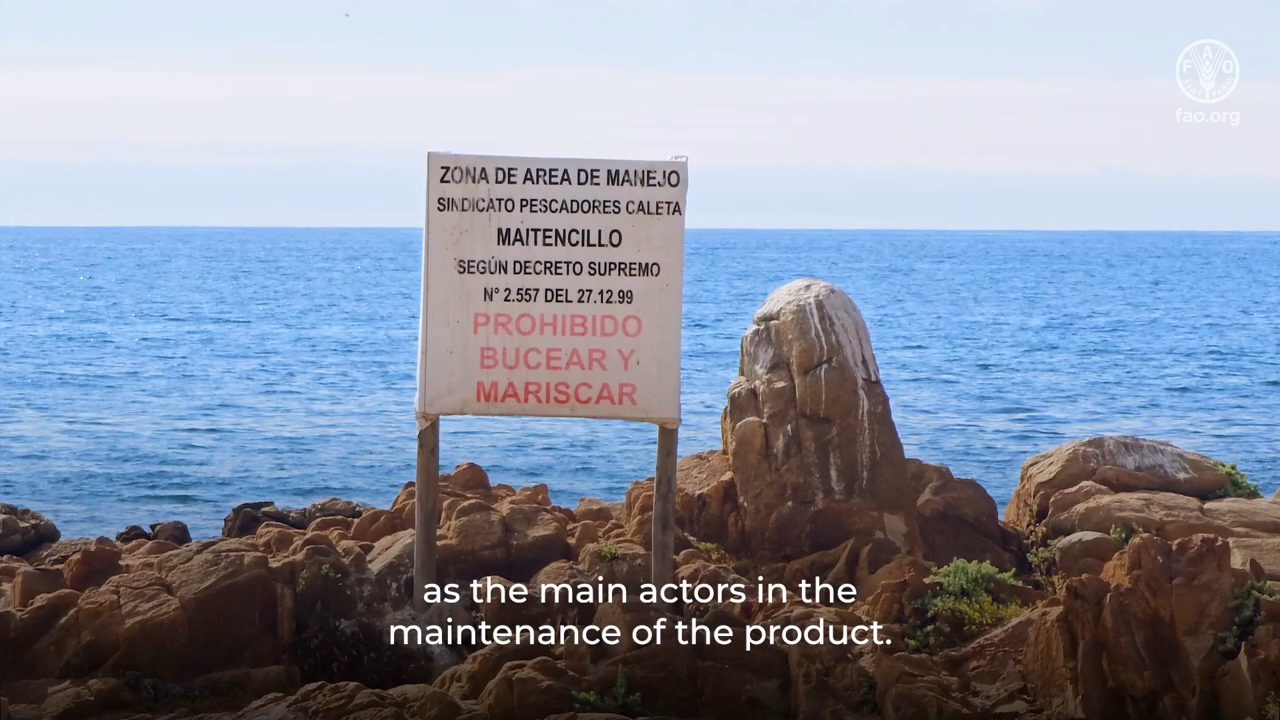 FAO
fao.org
ZONA DE AREA DE MANEJO
SINDICATO PESCADORES CALETA
MAITENCILLO
SEGÚN DECRETO SUPREMO
N° 2.557 DEL 27.12.99
PROHIBIDO
BUCEAR Y
MARISCAR
as the main actors in the
maintenance of the product.